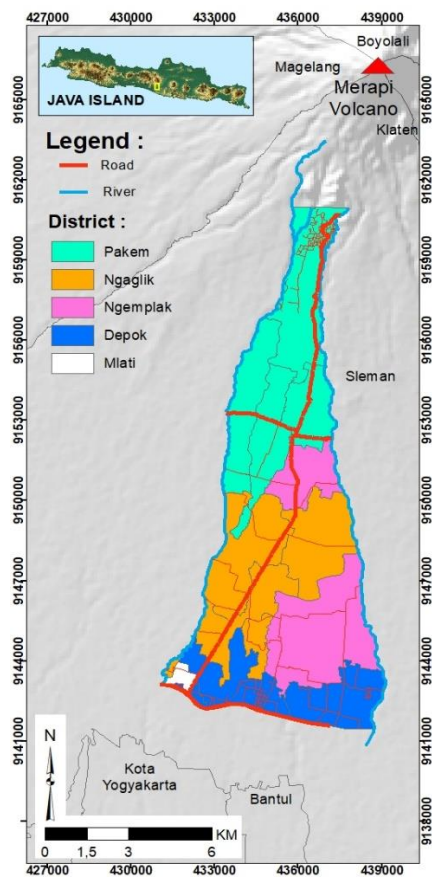 427000 430000 433000 436000 439000
JAVA ISLAND
Boyolali
Magelang
Merapi
Volcano
Klaten
Legend :
Road
River
District :
Pakem
Ngaglik
Ngemplak
Depok
Mlati
Sleman
9165000
9162000
9159000
9156000
9153000
9150000
9147000
9144000
9141000
9138000
9165000
9162000
9159000
9156000
9153000
9150000
9147000
9144000
9141000
9138000
N
Kota
Yogyakarta
Bantul
KM
0 1,5 3 6
427000 430000 433000 436000 439000